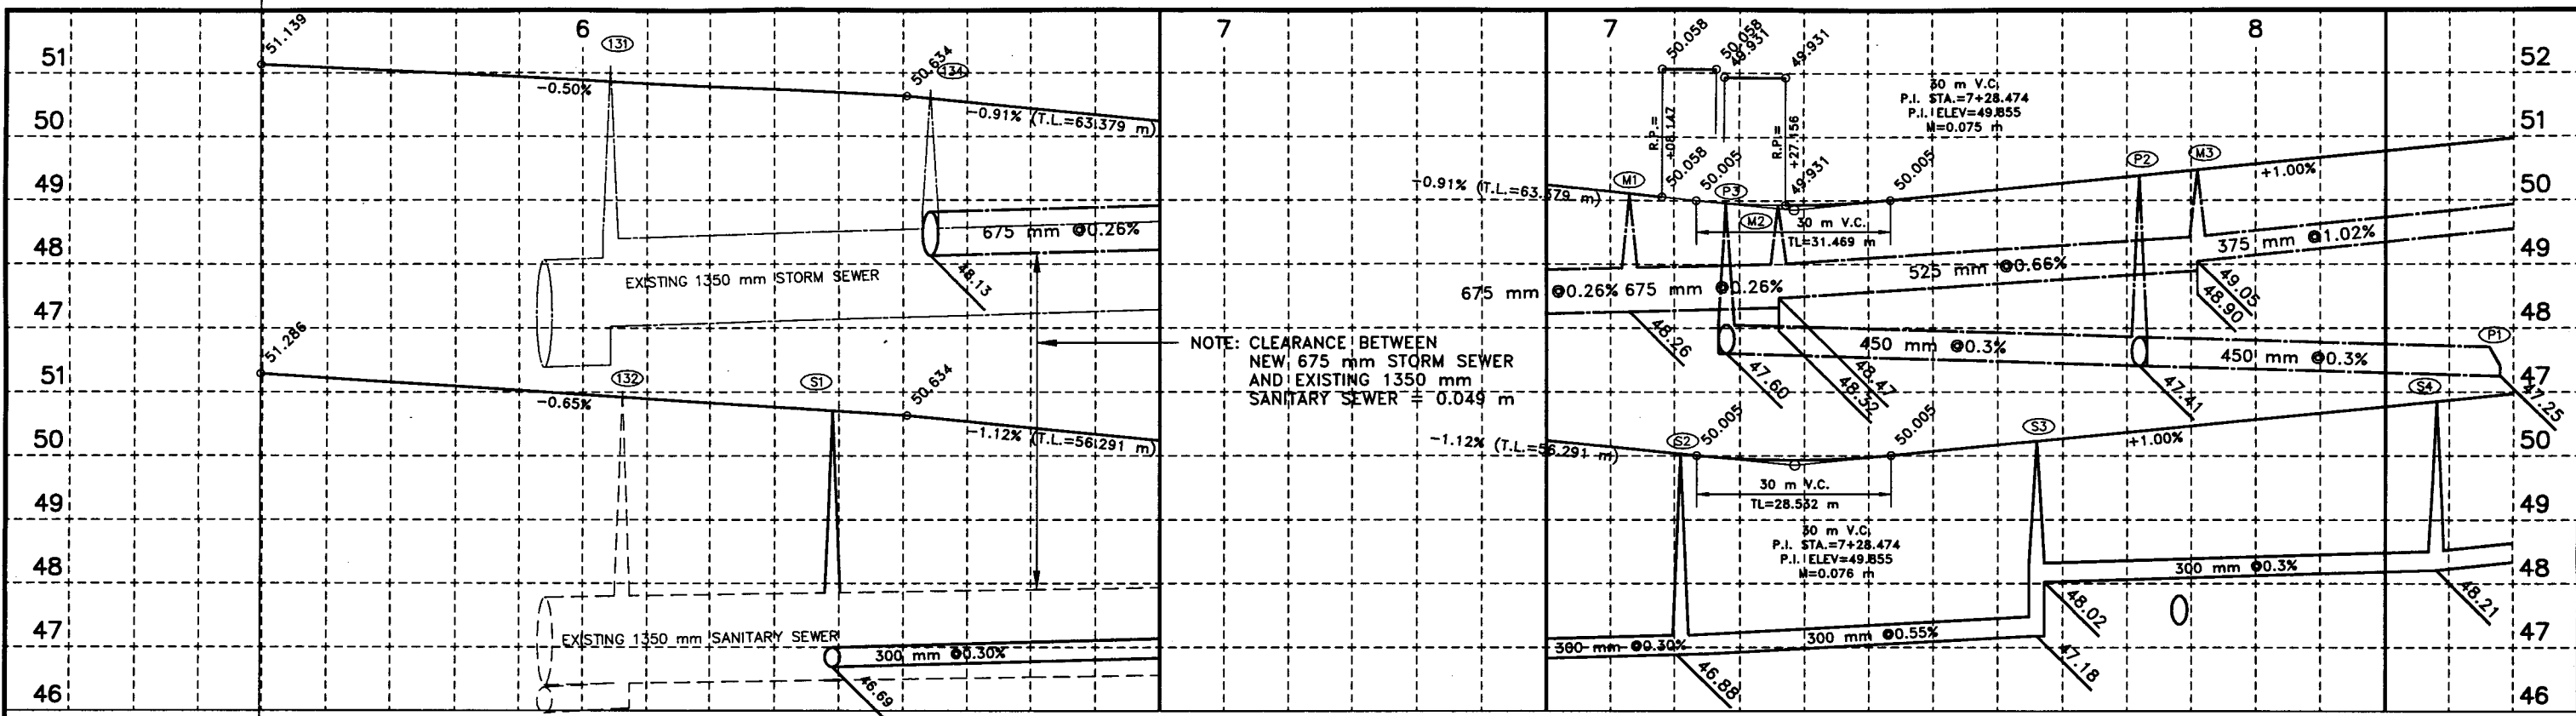 6
7
7
8
51
50
49
48
47
51
50
49
48
47
46
52
51
50
49
48
47
50
49
48
47
46
51.139
131
50.634
134
-0.50%
-0.91% (T.L.=63.379 m)
675 mm @0.26%
48.13
EXISTING 1350 mm STORM SEWER
51.286
132
S1
50.634
-0.65%
-1.12% (T.L.=56.291 m)
EXISTING 1350 mm SANITARY SEWER
300 mm @0.30%
46.69
NOTE: CLEARANCE BETWEEN
NEW 675 mm STORM SEWER
AND EXISTING 1350 mm
SANITARY SEWER = 0.049 m
50.058
50.058
49.931
49.931
R.P.=
+08.147
R.P.=
+27.156
30 m V.C.
P.I. STA.=7+28.474
P.I. ELEV=49.855
M=0.075 m
-0.91% (T.L.=63.379 m)
M1
50.058
50.005
P3
49.931
M2
50.005
30 m V.C.
TL=31.469 m
P2
M3
+1.00%
375 mm @1.02%
525 mm @0.66%
675 mm @0.26%
675 mm @0.26%
49.05
48.90
48.26
450 mm @0.3%
450 mm @0.3%
P1
47.60
48.47
48.32
47.41
47.25
-1.12% (T.L.=56.291 m)
S2
50.005
50.005
S3
+1.00%
S4
30 m V.C.
TL=28.532 m
30 m V.C.
P.I. STA.=7+28.474
P.I. ELEV=49.855
M=0.076 m
300 mm @0.3%
48.02
48.21
300 mm @0.30%
300 mm @0.55%
46.88
47.18